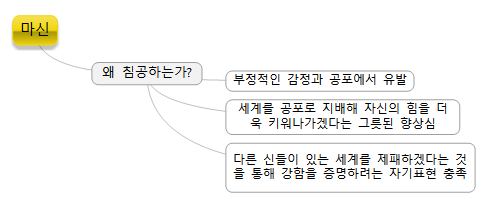 마신
왜 침공하는가?
부정적인 감정과 공포에서 유발
세계를 공포로 지배해 자신의 힘을 더
욱 키워나가겠다는 그릇된 향상심
다른 신들이 있는 세계를 제패하겠다는 것
을 통해 강함을 증명하려는 자기표현 충족